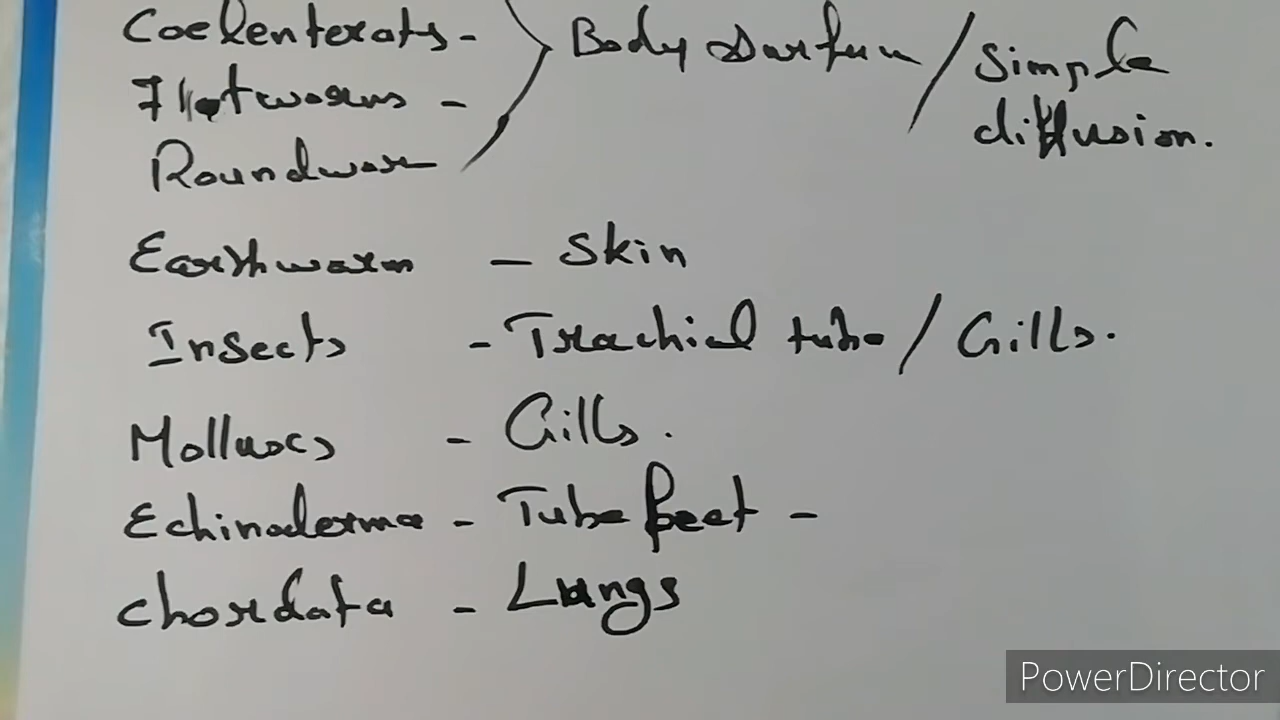 Coelenterats - Body Surface / Simple
Flatworms - diffusion.
Roundworm
Earthworm - Skin
Insects - Trachial tube / Gills.
Molluscs - Gills.
Echinoderma - Tube feet -
Chordata - Lungs
PowerDirector